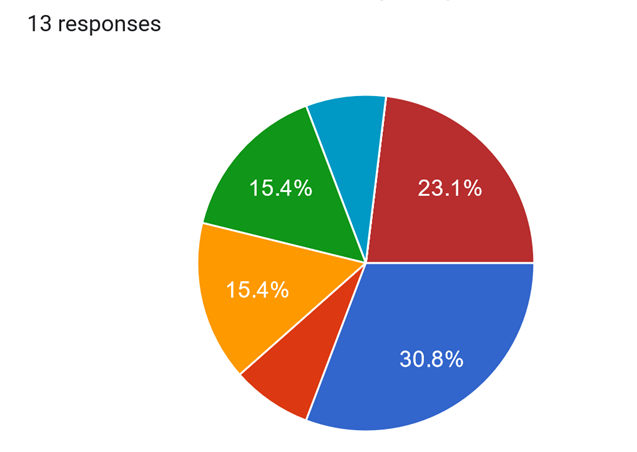 13 responses
23.1%
15.4%
15.4%
30.8%